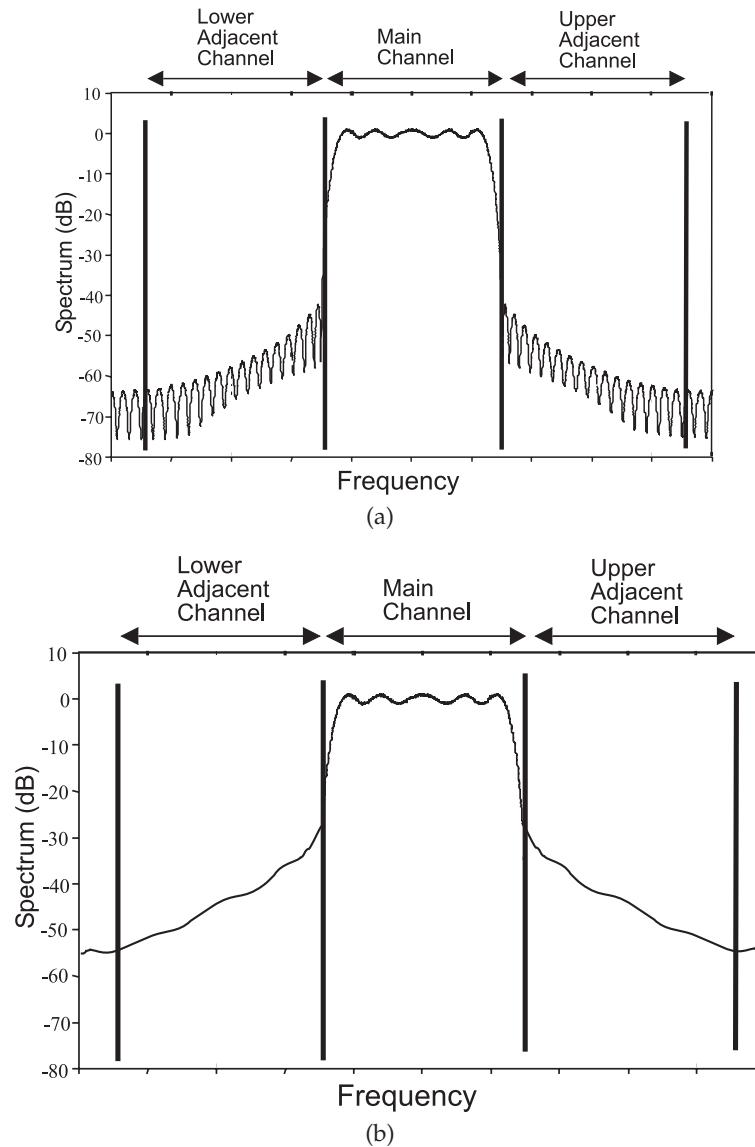 Lower
Adjacent
Channel
Main
Channel
Upper
Adjacent
Channel
10
0
-10
-20
-30
-40
-50
-60
-70
-80
Spectrum (dB)
Frequency
(a)
Lower
Adjacent
Channel
Main
Channel
Upper
Adjacent
Channel
10
0
-10
-20
-30
-40
-50
-60
-70
-80
Spectrum (dB)
Frequency
(b)